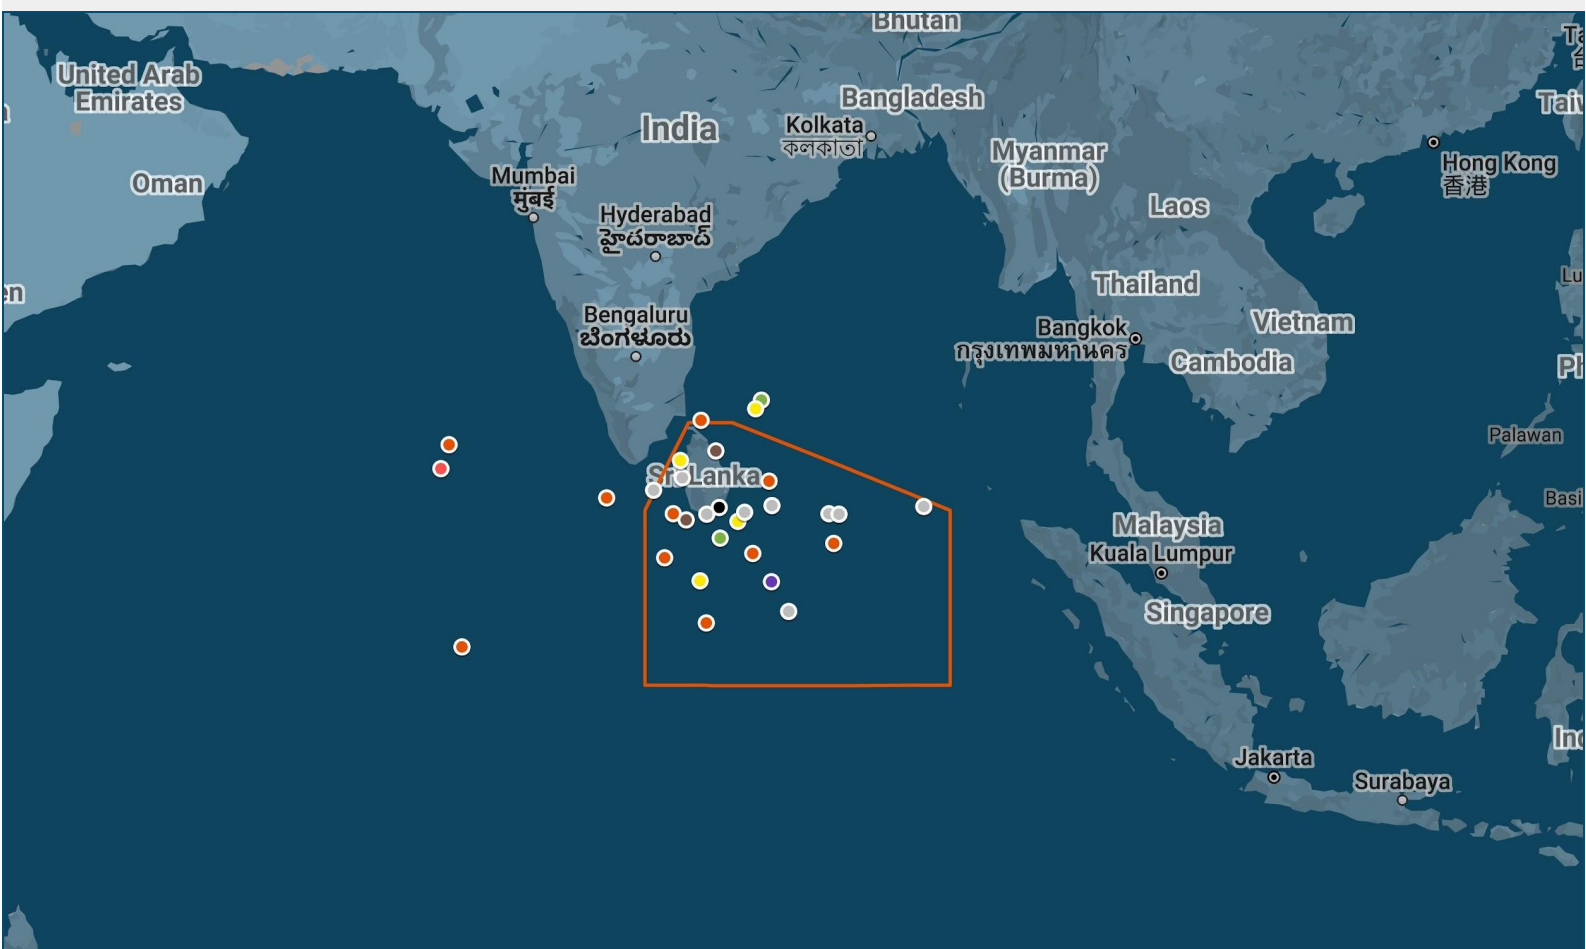 Bhutan
United Arab
Emirates
Bangladesh
India
Kolkata
কলকাতা
Myanmar
(Burma)
Hong Kong
香港
Oman
Mumbai
मुंबई
Hyderabad
హైదరాబాద్
Laos
Thailand
Bengaluru
ಬೆಂಗಳೂರು
Vietnam
Bangkok
กรุงเทพมหานคร
Cambodia
Palawan
Sri Lanka
Malaysia
Kuala Lumpur
Singapore
Jakarta
Surabaya